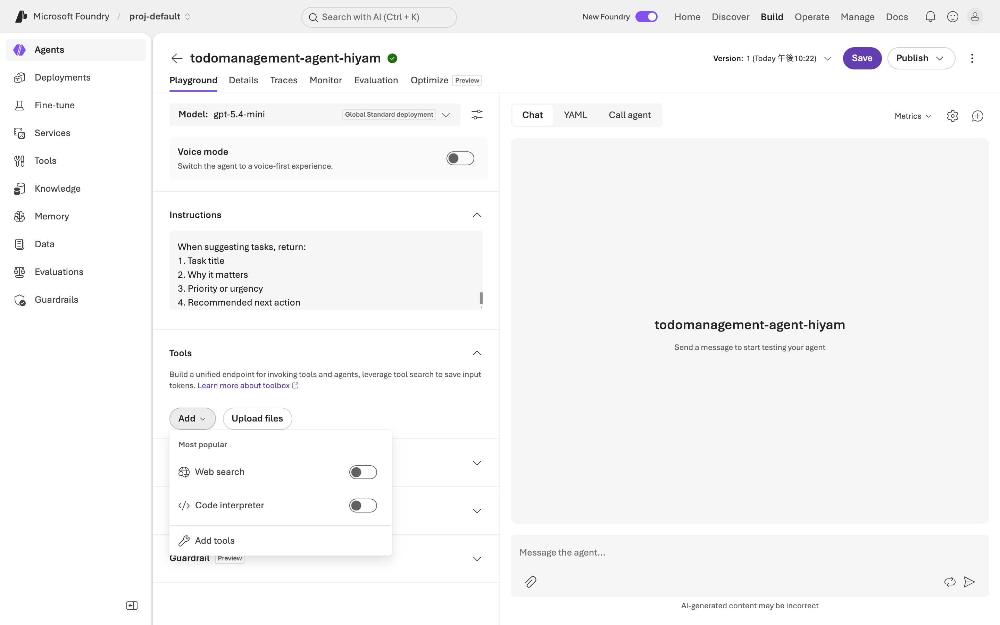 Microsoft Foundry / proj-default
Search with AI (Ctrl + K)
New Foundry
Home
Discover
Build
Operate
Manage
Docs
Agents
Deployments
Fine-tune
Services
Tools
Knowledge
Memory
Data
Evaluations
Guardrails
todomanagement-agent-hiyam
Version: 1 (Today 午後10:22)
Save
Publish
Playground
Details
Traces
Monitor
Evaluation
Optimize
Preview
Model: gpt-5.4-mini
Global Standard deployment
Voice mode
Switch the agent to a voice-first experience.
Instructions
When suggesting tasks, return:
1. Task title
2. Why it matters
3. Priority or urgency
4. Recommended next action
Tools
Build a unified endpoint for invoking tools and agents, leverage tool search to save input
tokens. Learn more about toolbox
Add
Upload files
Most popular
Web search
Code interpreter
Add tools
Guardrail
Preview
Chat
YAML
Call agent
Metrics
todomanagement-agent-hiyam
Send a message to start testing your agent
Message the agent...
AI-generated content may be incorrect